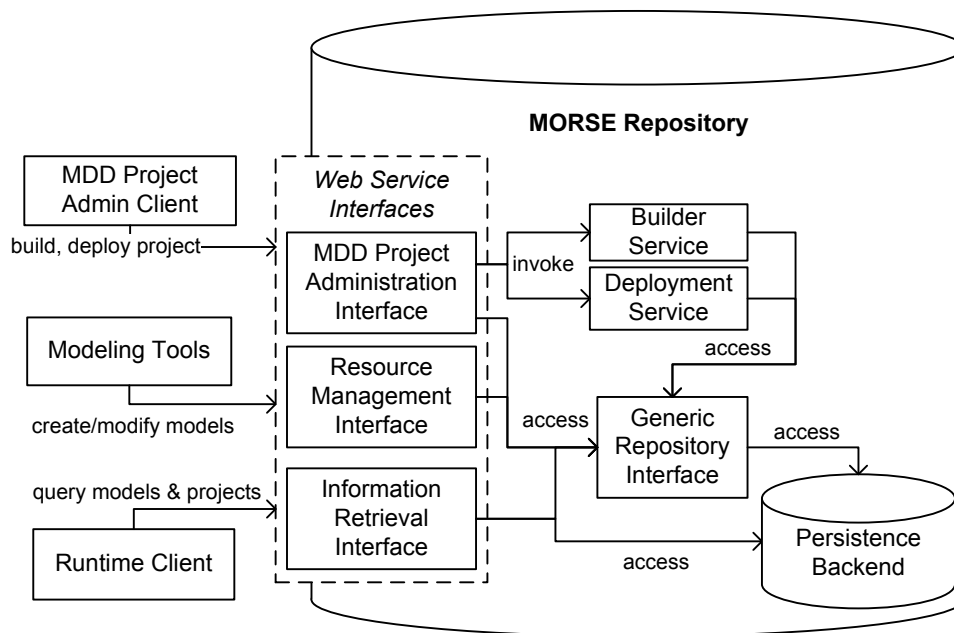 MORSE Repository
MDD Project
Admin Client
build, deploy project
Web Service
Interfaces
MDD Project
Administration
Interface
invoke
Builder
Service
Deployment
Service
access
Modeling Tools
create/modify models
Resource
Management
Interface
access
Generic
Repository
Interface
access
query models & projects
Runtime Client
Information
Retrieval
Interface
access
Persistence
Backend